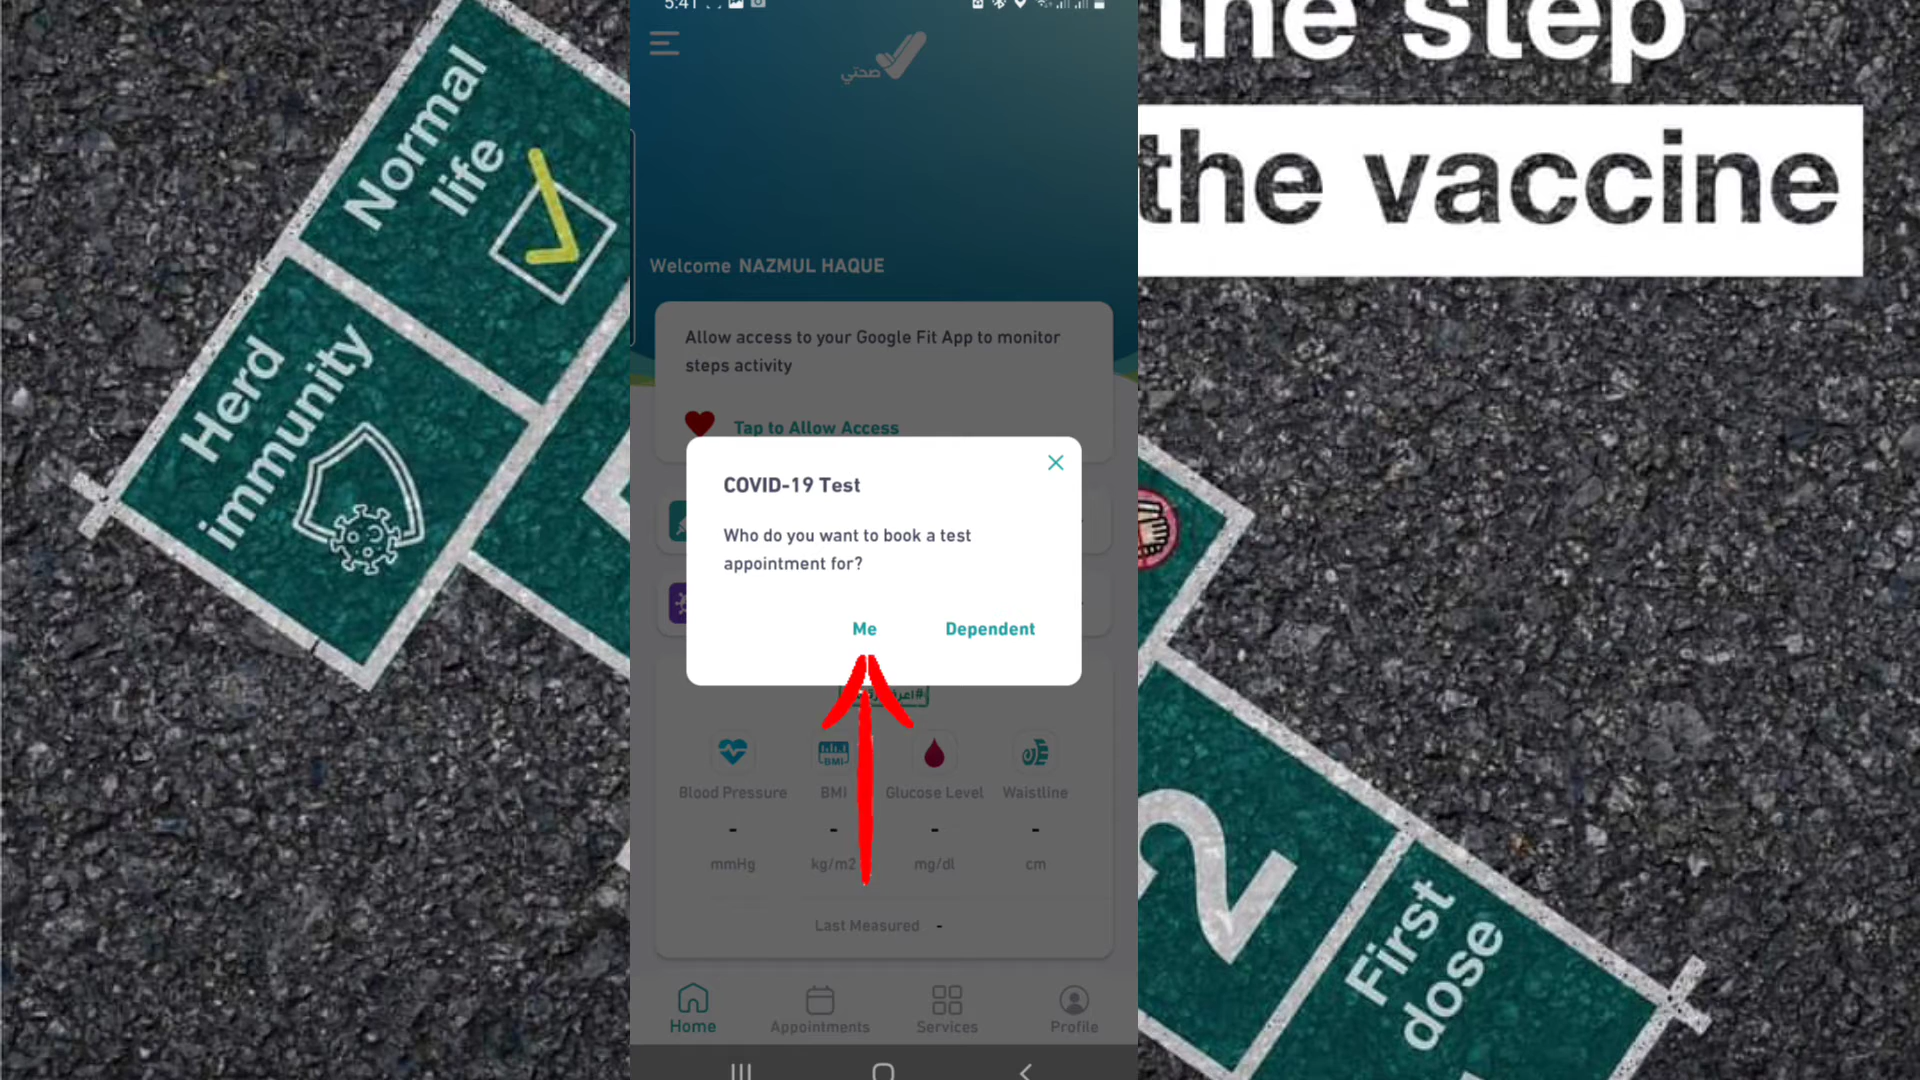 Normal
life
Herd
immunity
the step
the vaccine
2
First
dose
5:41
صحتي
Welcome NAZMUL HAQUE
Allow access to your Google Fit App to monitor
steps activity
Tap to Allow Access
COVID-19 Test
Who do you want to book a test
appointment for?
Me Dependent
Blood Pressure BMI Glucose Level Waistline
- - - -
mmHg kg/m2 mg/dl cm
Last Measured -
Home Appointments Services Profile